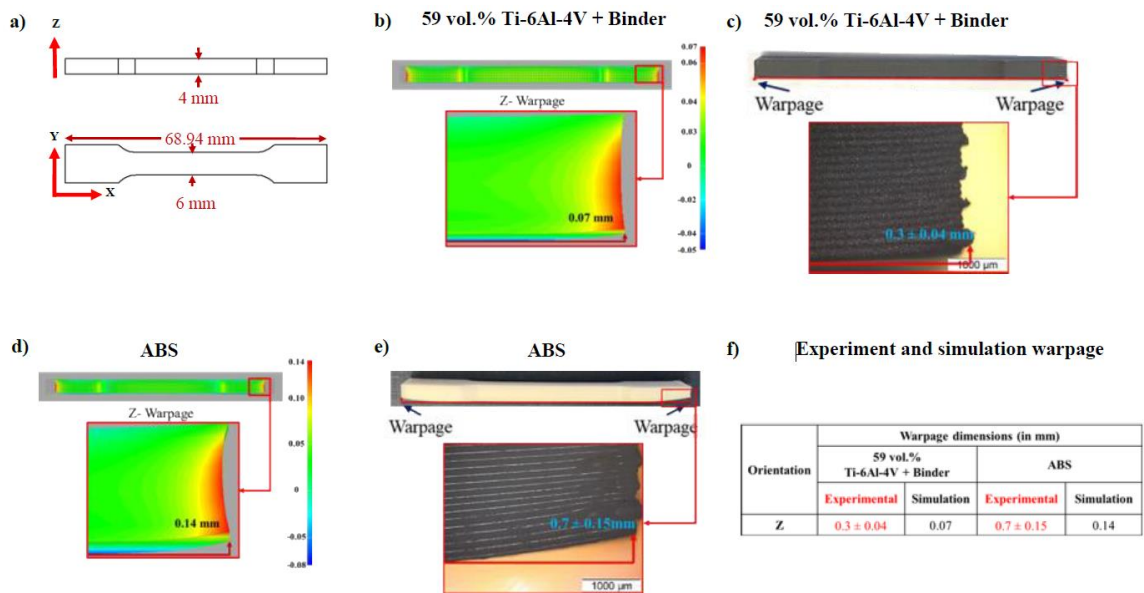 a)
Z
4 mm
Y
68.94 mm
X
6 mm
b)
59 vol.% Ti-6Al-4V + Binder
0.07
0.06
0.04
0.03
0
-0.04
-0.05
Z- Warpage
0.07 mm
c)
59 vol.% Ti-6Al-4V + Binder
Warpage
Warpage
0.3 ± 0.04 mm
1000 µm
d)
ABS
0.14
0.10
0.05
0
-0.05
-0.08
Z- Warpage
0.14 mm
e)
ABS
Warpage
Warpage
0.7 ± 0.15mm
1000 µm
f)
Experiment and simulation warpage
Warpage dimensions (in mm)
Orientation
59 vol.%
Ti-6Al-4V + Binder
ABS
Experimental Simulation Experimental Simulation
Z 0.3 ± 0.04 0.07 0.7 ± 0.15 0.14